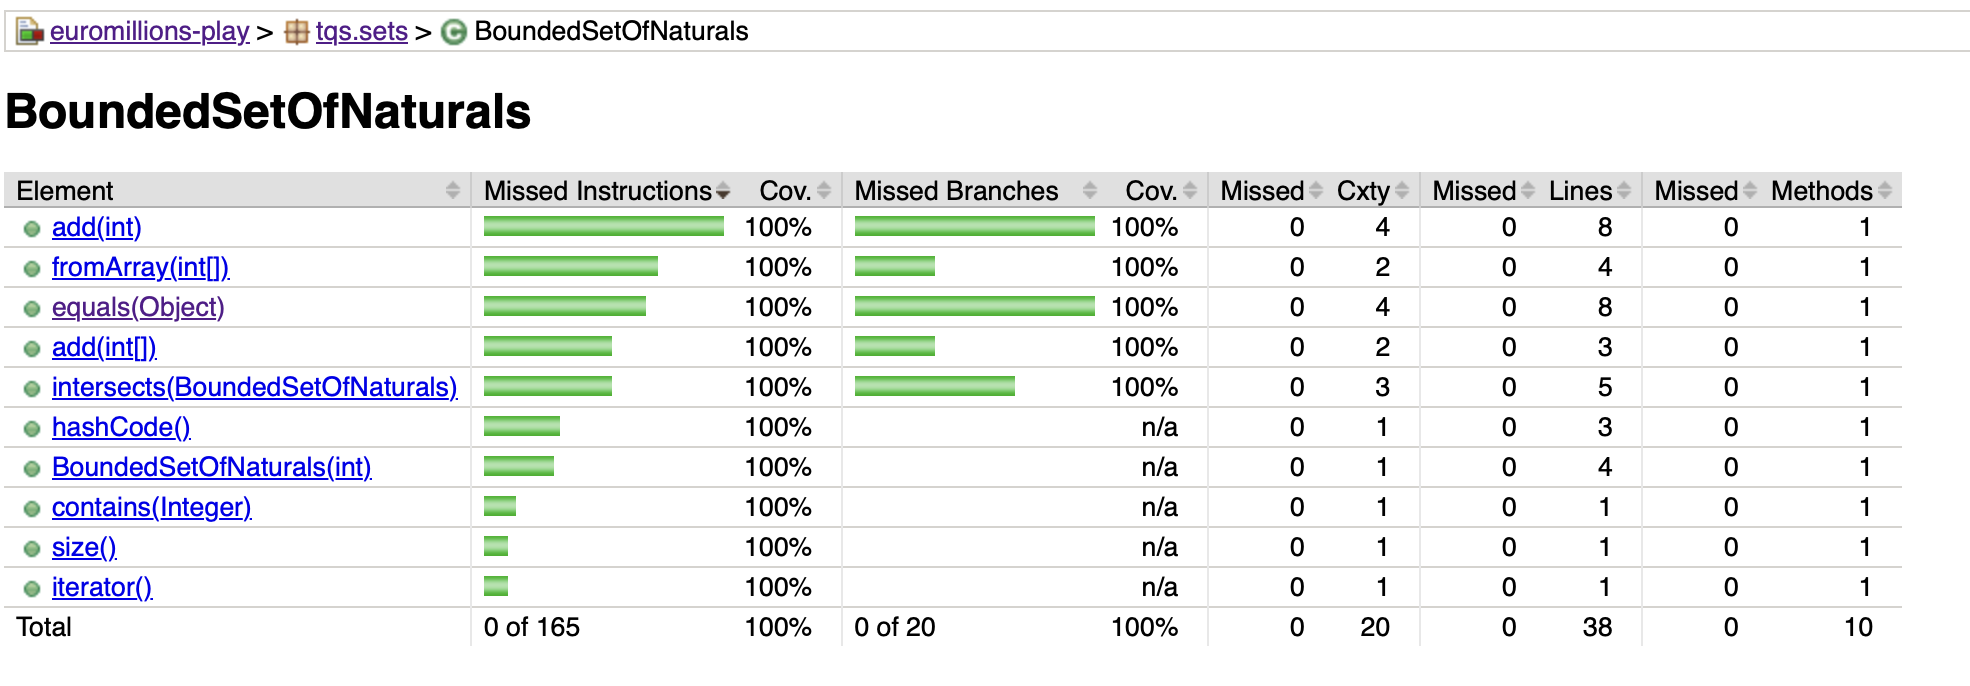 euromillions-play > tqs.sets > C BoundedSetOfNaturals
BoundedSetOfNaturals
Element Missed Instructions Cov. Missed Branches Cov. Missed Cxty Missed Lines Missed Methods
add(int) 100% 100% 0 4 0 8 0 1
fromArray(int[]) 100% 100% 0 2 0 4 0 1
equals(Object) 100% 100% 0 4 0 8 0 1
add(int[]) 100% 100% 0 2 0 3 0 1
intersects(BoundedSetOfNaturals) 100% 100% 0 3 0 5 0 1
hashCode() 100% n/a 0 1 0 3 0 1
BoundedSetOfNaturals(int) 100% n/a 0 1 0 4 0 1
contains(Integer) 100% n/a 0 1 0 1 0 1
size() 100% n/a 0 1 0 1 0 1
iterator() 100% n/a 0 1 0 1 0 1
Total 0 of 165 100% 0 of 20 100% 0 20 0 38 0 10